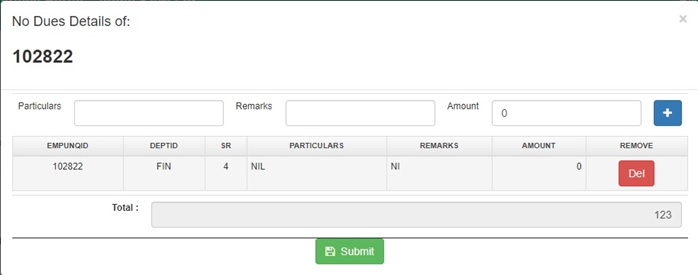 No Dues Details of:
×
102822
Particulars Remarks Amount 0 +
EMPUNQID DEPTID SR PARTICULARS REMARKS AMOUNT REMOVE
102822 FIN 4 NIL NI 0 Del
Total : 123
Submit